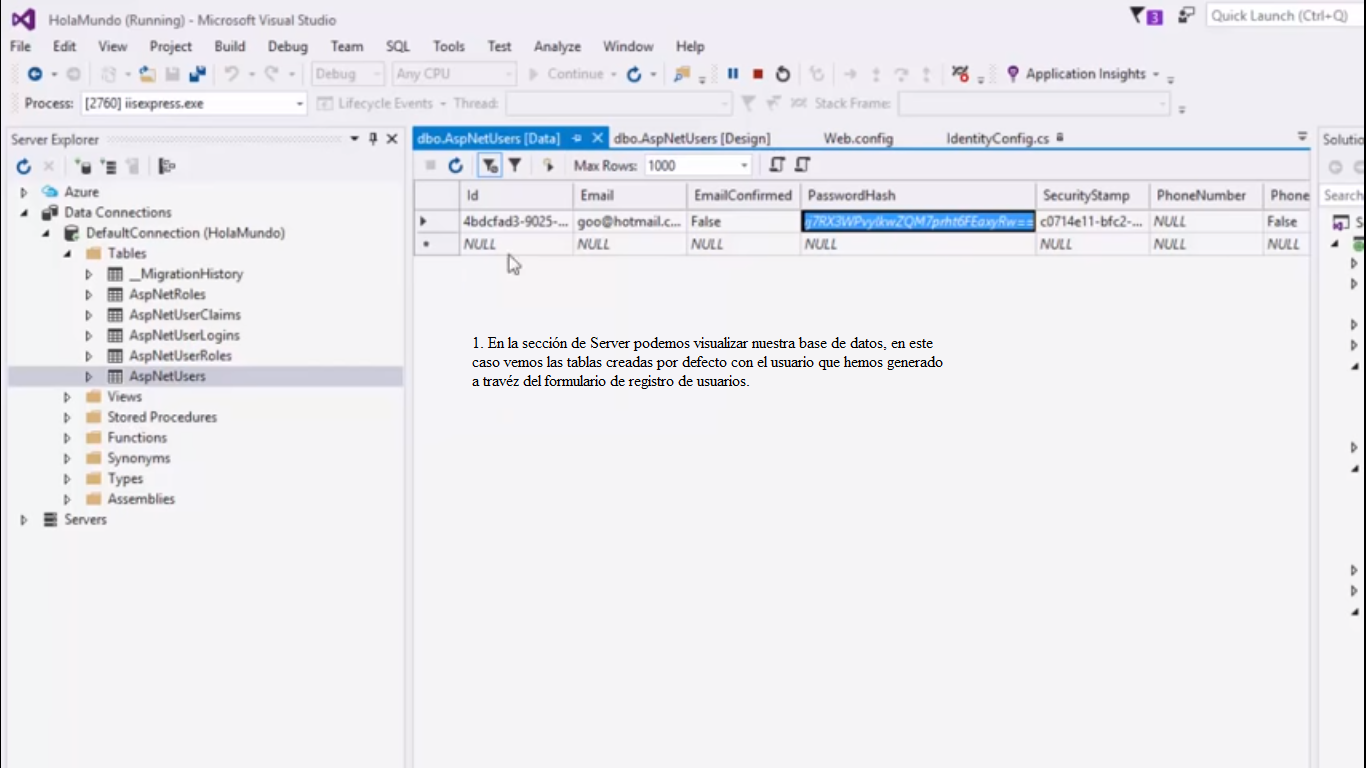 HolaMundo (Running) - Microsoft Visual Studio
3
Quick Launch (Ctrl+Q)
File Edit View Project Build Debug Team SQL Tools Test Analyze Window Help
Debug Any CPU Continue Application Insights
Process: [2760] iisexpress.exe Lifecycle Events Thread: Stack Frame:
Server Explorer
dbo.AspNetUsers [Data] dbo.AspNetUsers [Design] Web.config IdentityConfig.cs
Solutio
Max Rows: 1000
Search
Azure
Data Connections
DefaultConnection (HolaMundo)
Tables
__MigrationHistory
AspNetRoles
AspNetUserClaims
AspNetUserLogins
AspNetUserRoles
AspNetUsers
Views
Stored Procedures
Functions
Synonyms
Types
Assemblies
Servers
Id Email EmailConfirmed PasswordHash SecurityStamp PhoneNumber Phone
4bdcfad3-9025-... goo@hotmail.c... False c0714e11-bfc2-... NULL False
NULL NULL NULL NULL NULL NULL NULL
1. En la sección de Server podemos visualizar nuestra base de datos, en este
caso vemos las tablas creadas por defecto con el usuario que hemos generado
a travéz del formulario de registro de usuarios.